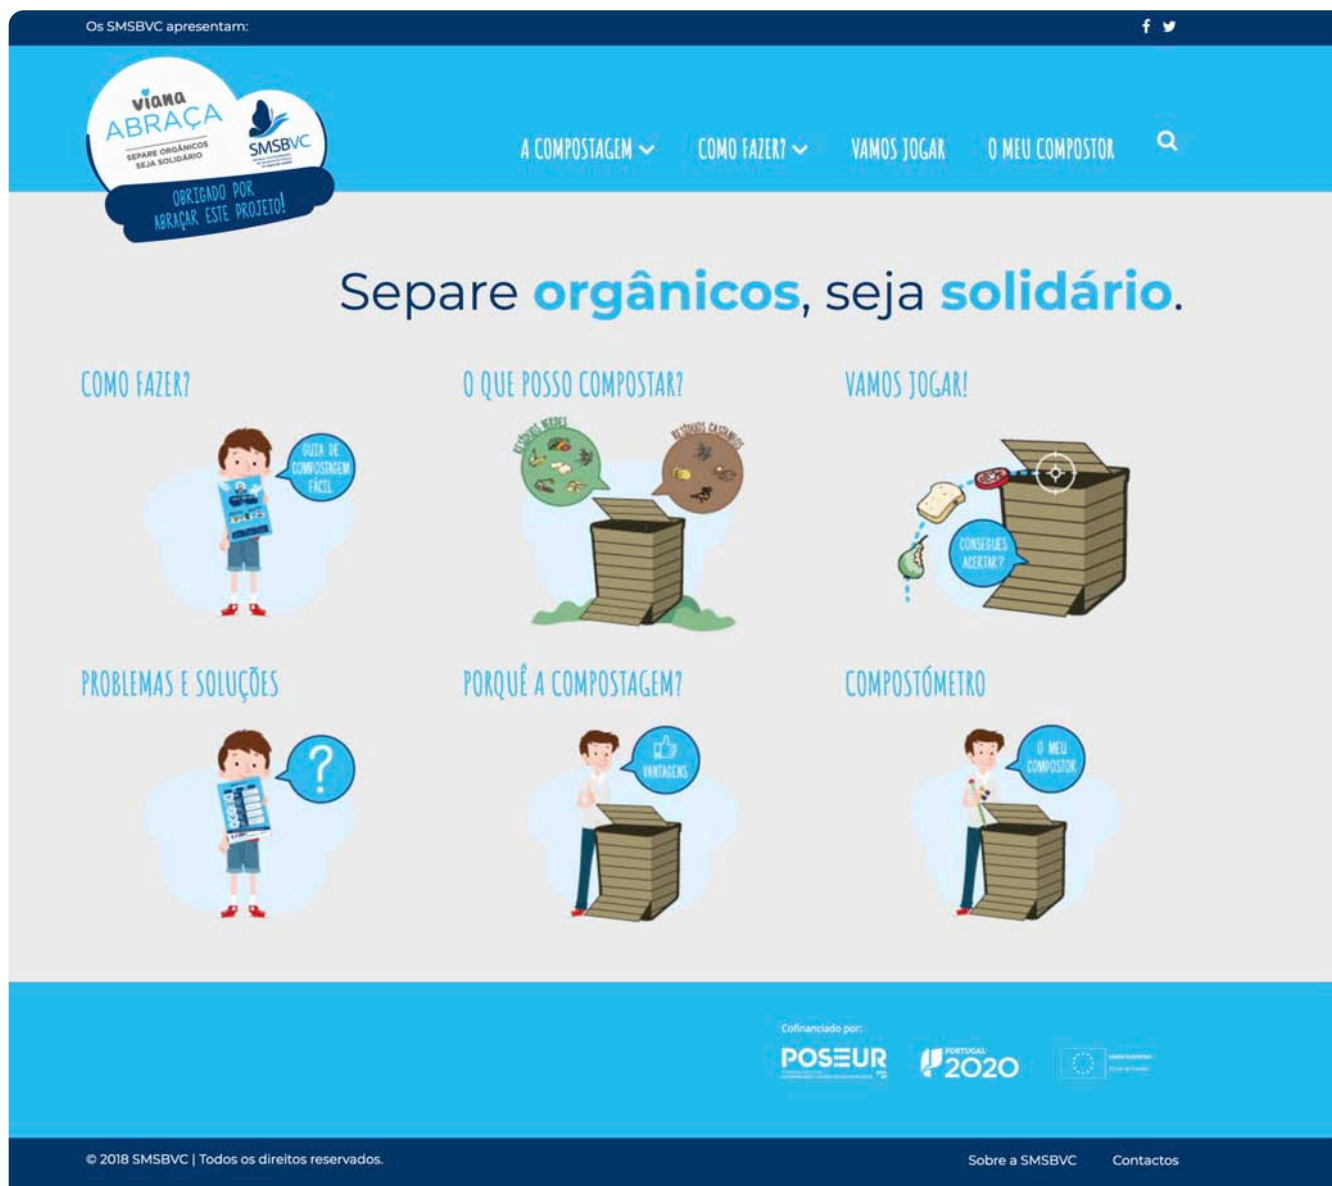 Os SMSBVC apresentam:
viana
ABRAÇA
SEPARE ORGÂNICOS
SEJA SOLIDÁRIO
SMSBVC
OBRIGADO POR
ABRAÇAR ESTE PROJETO!
A COMPOSTAGEM
COMO FAZER?
VAMOS JOGAR
O MEU COMPOSTOR
Separe orgânicos, seja solidário.
COMO FAZER?
GUIA DE
COMPOSTAGEM
FÁCIL
O QUE POSSO COMPOSTAR?
RESÍDUOS VERDES
RESÍDUOS CASTANHOS
VAMOS JOGAR!
CONSEGUES
ACERTAR?
PROBLEMAS E SOLUÇÕES
?
PORQUÊ A COMPOSTAGEM?
VANTAGENS
COMPOSTÓMETRO
O MEU
COMPOSTOR
Cofinanciado por:
POSEUR
PORTUGAL
2020
© 2018 SMSBVC | Todos os direitos reservados.
Sobre a SMSBVC
Contactos